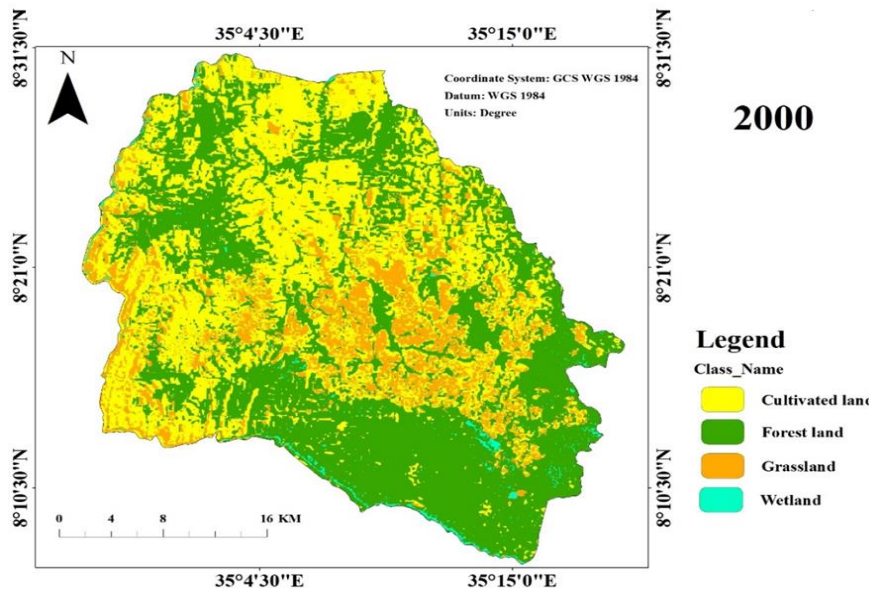 35°4'30"E 35°15'0"E
8°31'30"N
8°31'30"N
N
Coordinate System: GCS WGS 1984
Datum: WGS 1984
Units: Degree
2000
8°21'0"N
8°21'0"N
Legend
Class_Name
Cultivated land
Forest land
Grassland
Wetland
8°10'30"N
8°10'30"N
0 4 8 16 KM
35°4'30"E 35°15'0"E